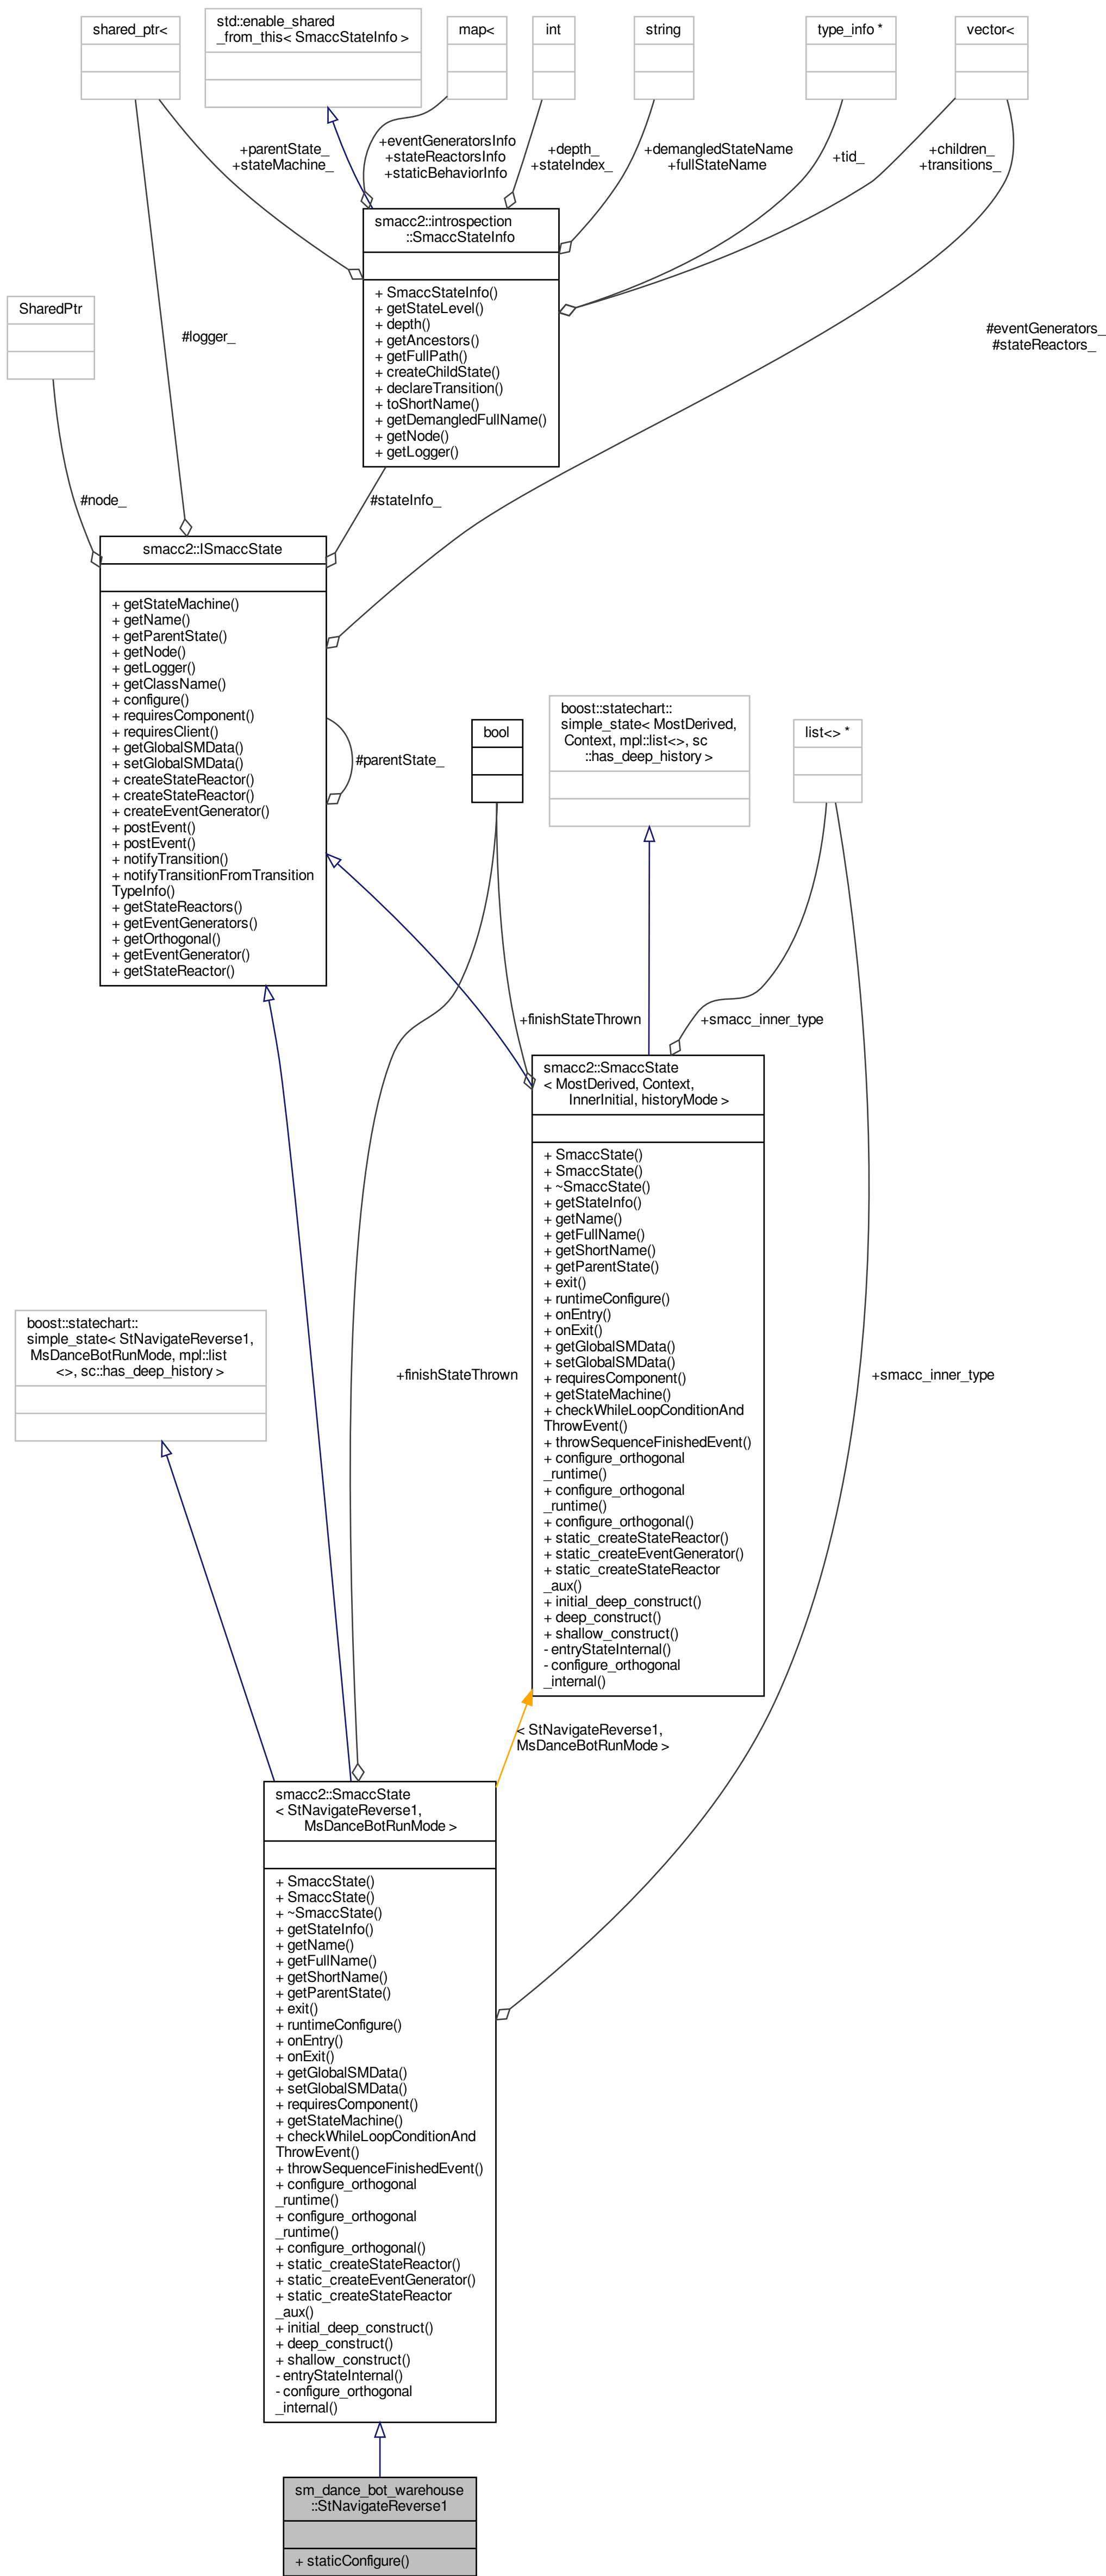 shared_ptr<
std::enable_shared
_from_this< SmaccStateInfo >
map<
int
string
type_info *
vector<
+parentState_
+stateMachine_
+eventGeneratorsInfo
+stateReactorsInfo
+staticBehaviorInfo
+depth_
+stateIndex_
+demangledStateName
+fullStateName
+tid_
+children_
+transitions_
smacc2::introspection
::SmaccStateInfo
+ SmaccStateInfo()
+ getStateLevel()
+ depth()
+ getAncestors()
+ getFullPath()
+ createChildState()
+ declareTransition()
+ toShortName()
+ getDemangledFullName()
+ getNode()
+ getLogger()
SharedPtr
#logger_
#eventGenerators_
#stateReactors_
#node_
#stateInfo_
smacc2::ISmaccState
+ getStateMachine()
+ getName()
+ getParentState()
+ getNode()
+ getLogger()
+ getClassName()
+ configure()
+ requiresComponent()
+ requiresClient()
+ getGlobalSMData()
+ setGlobalSMData()
+ createStateReactor()
+ createStateReactor()
+ createEventGenerator()
+ postEvent()
+ postEvent()
+ notifyTransition()
+ notifyTransitionFromTransition
TypeInfo()
+ getStateReactors()
+ getEventGenerators()
+ getOrthogonal()
+ getEventGenerator()
+ getStateReactor()
#parentState_
bool
boost::statechart::
simple_state< MostDerived,
Context, mpl::list<>, sc
::has_deep_history >
list<> *
+finishStateThrown
+smacc_inner_type
smacc2::SmaccState
< MostDerived, Context,
InnerInitial, historyMode >
+ SmaccState()
+ SmaccState()
+ ~SmaccState()
+ getStateInfo()
+ getName()
+ getFullName()
+ getShortName()
+ getParentState()
+ exit()
+ runtimeConfigure()
+ onEntry()
+ onExit()
+ getGlobalSMData()
+ setGlobalSMData()
+ requiresComponent()
+ getStateMachine()
+ checkWhileLoopConditionAnd
ThrowEvent()
+ throwSequenceFinishedEvent()
+ configure_orthogonal
_runtime()
+ configure_orthogonal
_runtime()
+ configure_orthogonal()
+ static_createStateReactor()
+ static_createEventGenerator()
+ static_createStateReactor
_aux()
+ initial_deep_construct()
+ deep_construct()
+ shallow_construct()
- entryStateInternal()
- configure_orthogonal
_internal()
boost::statechart::
simple_state< StNavigateReverse1,
MsDanceBotRunMode, mpl::list
<>, sc::has_deep_history >
+finishStateThrown
+smacc_inner_type
< StNavigateReverse1,
MsDanceBotRunMode >
smacc2::SmaccState
< StNavigateReverse1,
MsDanceBotRunMode >
+ SmaccState()
+ SmaccState()
+ ~SmaccState()
+ getStateInfo()
+ getName()
+ getFullName()
+ getShortName()
+ getParentState()
+ exit()
+ runtimeConfigure()
+ onEntry()
+ onExit()
+ getGlobalSMData()
+ setGlobalSMData()
+ requiresComponent()
+ getStateMachine()
+ checkWhileLoopConditionAnd
ThrowEvent()
+ throwSequenceFinishedEvent()
+ configure_orthogonal
_runtime()
+ configure_orthogonal
_runtime()
+ configure_orthogonal()
+ static_createStateReactor()
+ static_createEventGenerator()
+ static_createStateReactor
_aux()
+ initial_deep_construct()
+ deep_construct()
+ shallow_construct()
- entryStateInternal()
- configure_orthogonal
_internal()
sm_dance_bot_warehouse
::StNavigateReverse1
+ staticConfigure()